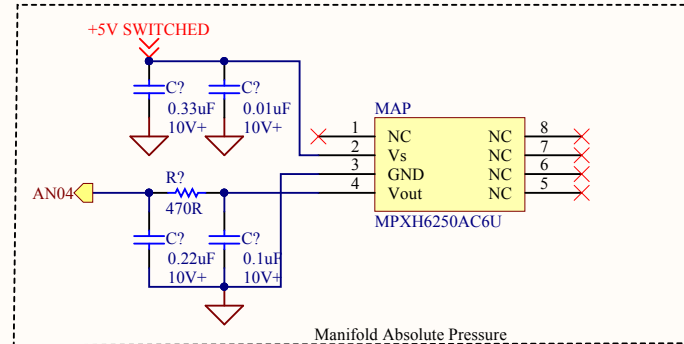 +5V SWITCHED
C?
0.33uF
10V+
C?
0.01uF
10V+
MAP
1 NC NC 8
2 Vs NC 7
3 GND NC 6
4 Vout NC 5
MPXH6250AC6U
AN04
R?
470R
C?
0.22uF
10V+
C?
0.1uF
10V+
Manifold Absolute Pressure